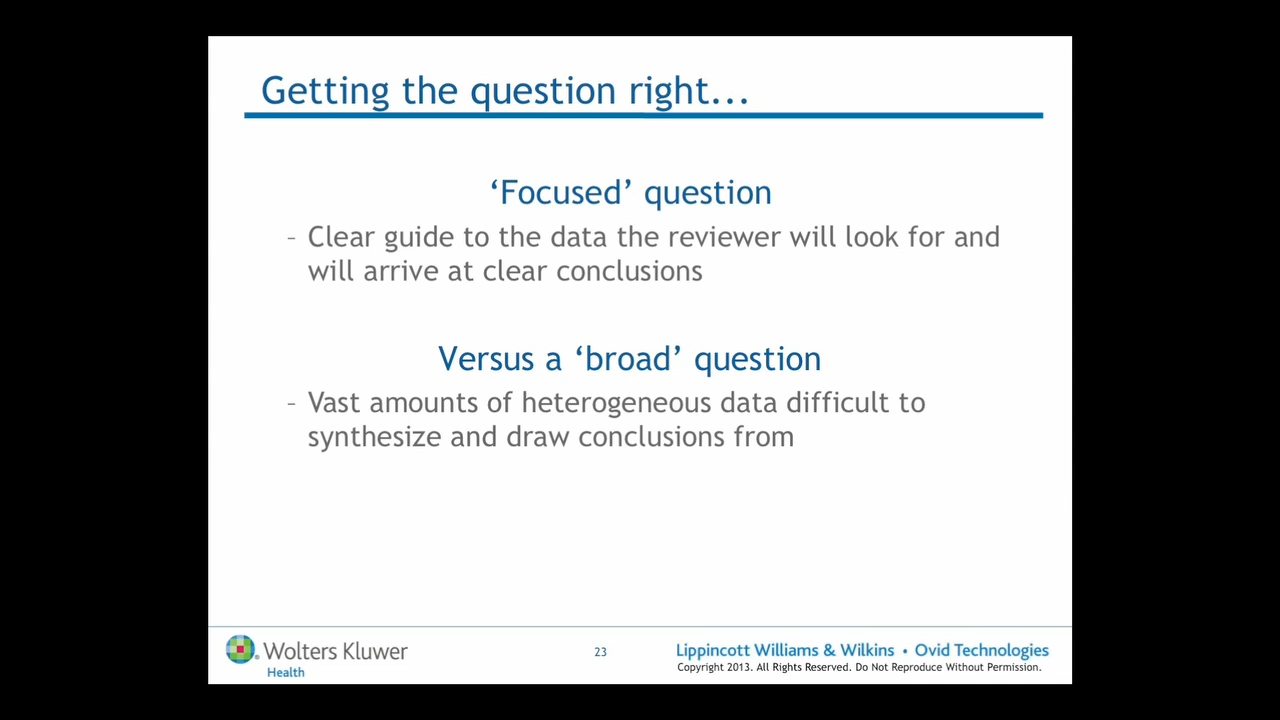 Getting the question right...
‘Focused’ question
– Clear guide to the data the reviewer will look for and
will arrive at clear conclusions
Versus a ‘broad’ question
– Vast amounts of heterogeneous data difficult to
synthesize and draw conclusions from
Wolters Kluwer
Health
23
Lippincott Williams & Wilkins • Ovid Technologies
Copyright 2013. All Rights Reserved. Do Not Reproduce Without Permission.